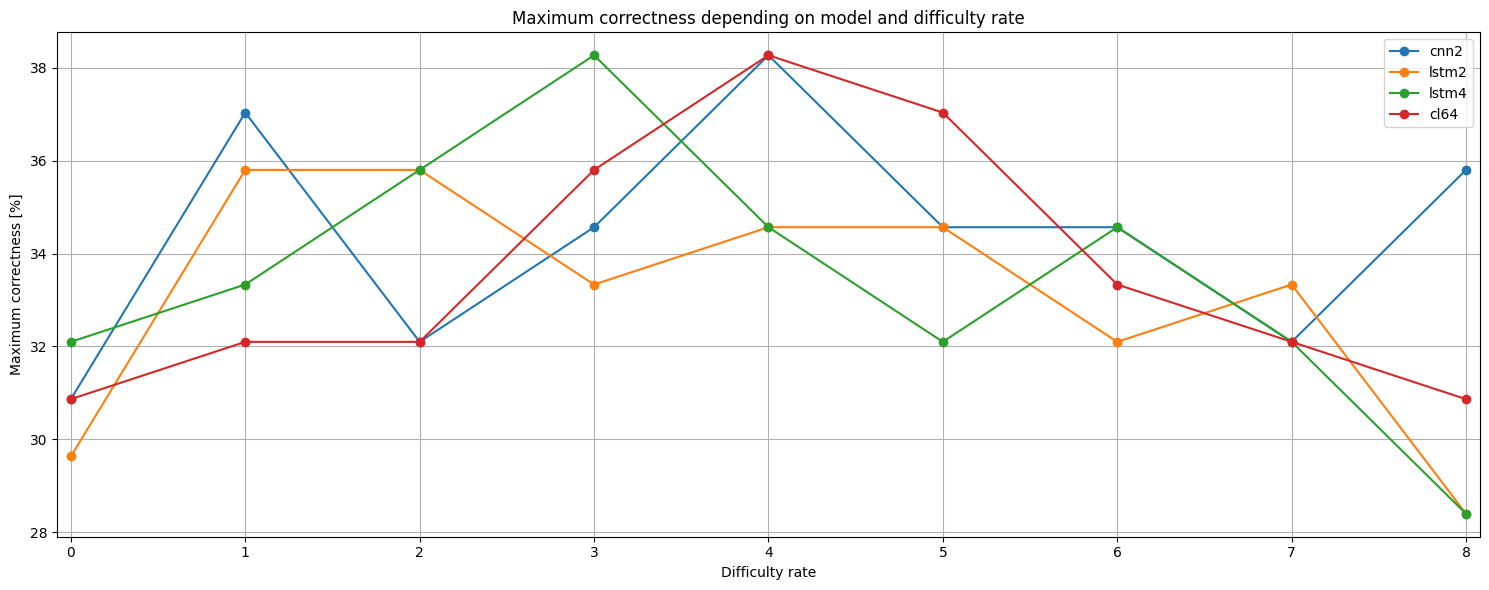 Maximum correctness depending on model and difficulty rate
cnn2
lstm2
lstm4
cl64
Maximum correctness [%]
38
36
34
32
30
28
0 1 2 3 4 5 6 7 8
Difficulty rate